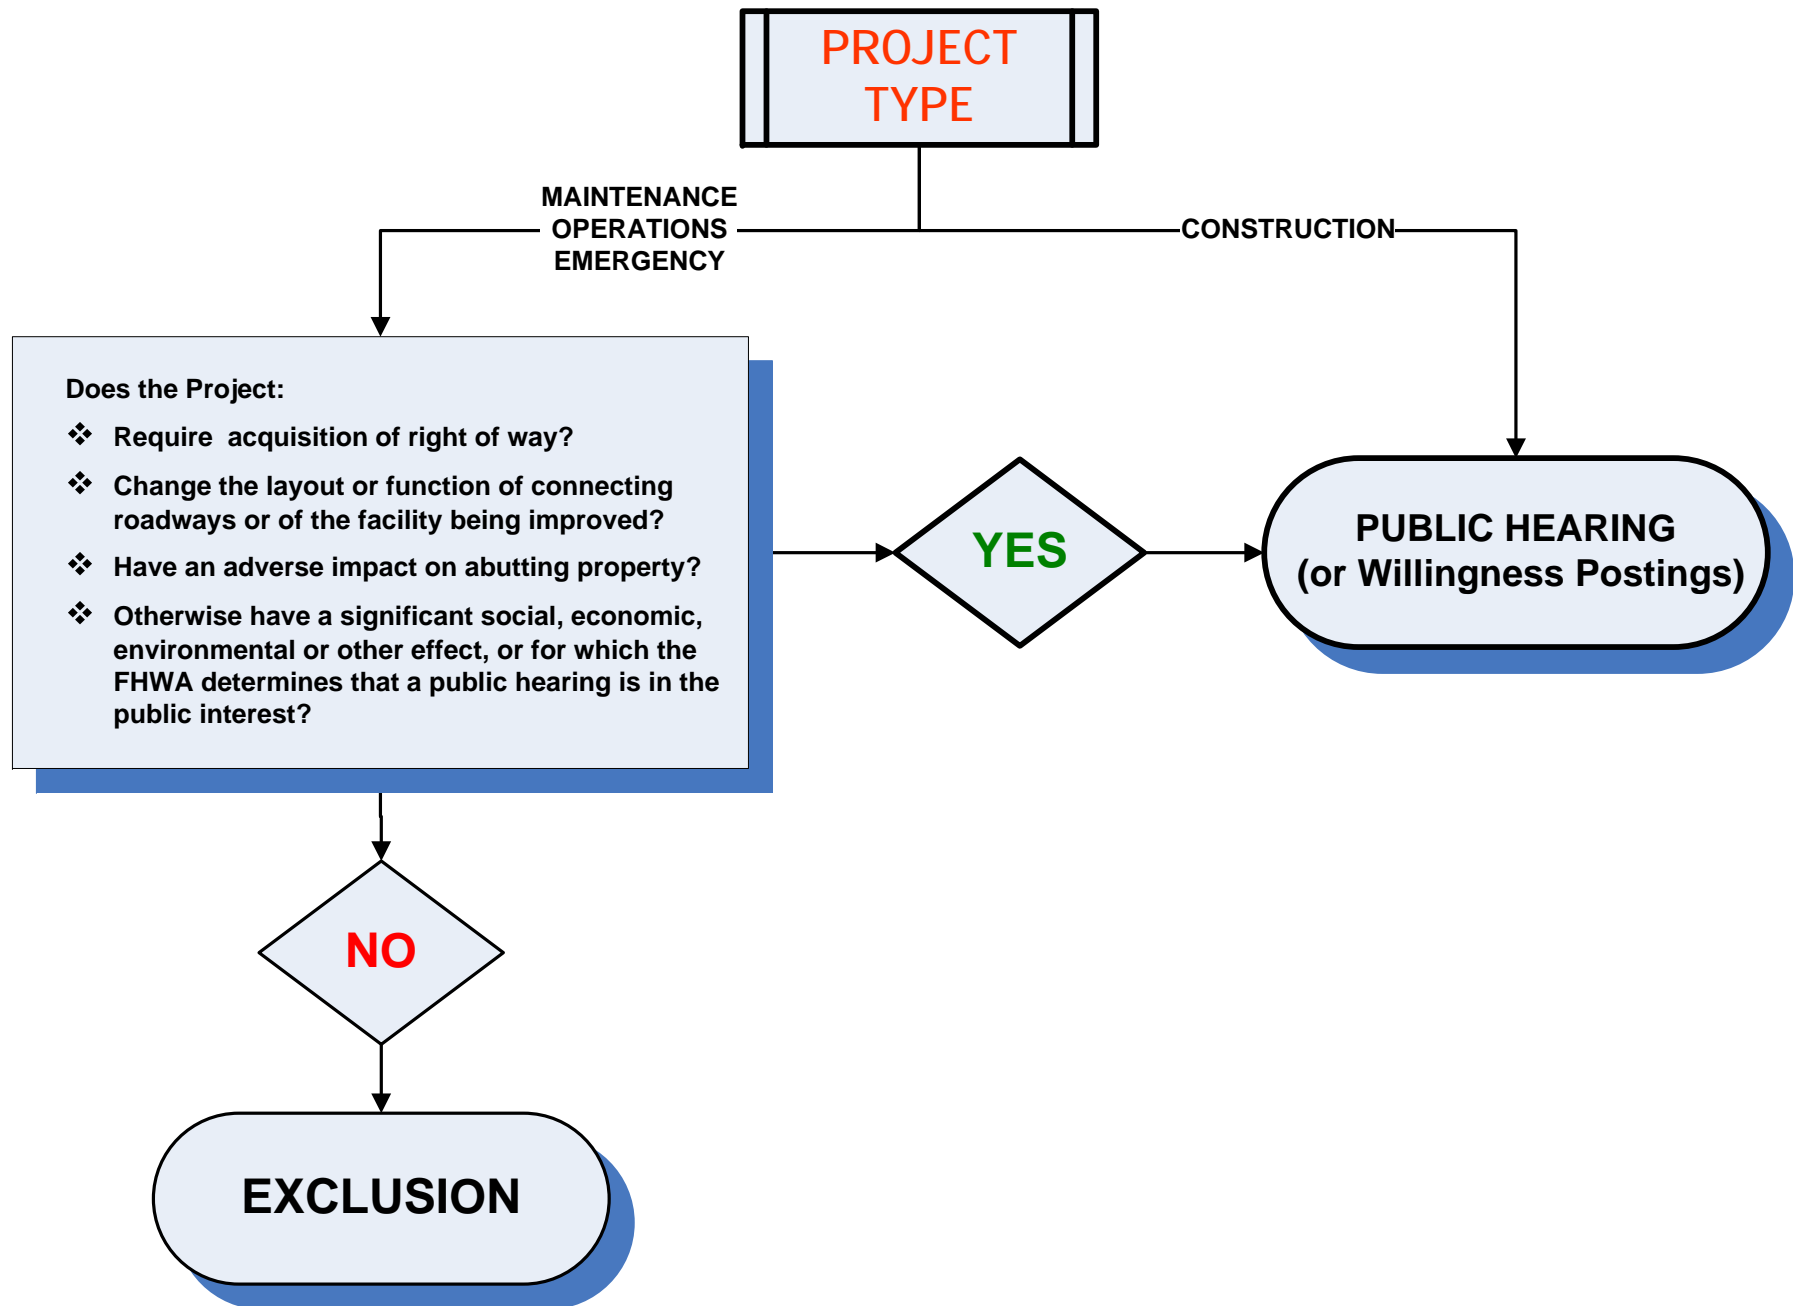 PROJECT
TYPE
MAINTENANCE
OPERATIONS
EMERGENCY
CONSTRUCTION
Does the Project:
❖ Require  acquisition of right of way?
❖ Change the layout or function of connecting
roadways or of the facility being improved?
❖ Have an adverse impact on abutting property?
❖ Otherwise have a significant social, economic,
environmental or other effect, or for which the
FHWA determines that a public hearing is in the
public interest?
YES
PUBLIC HEARING
(or Willingness Postings)
NO
EXCLUSION